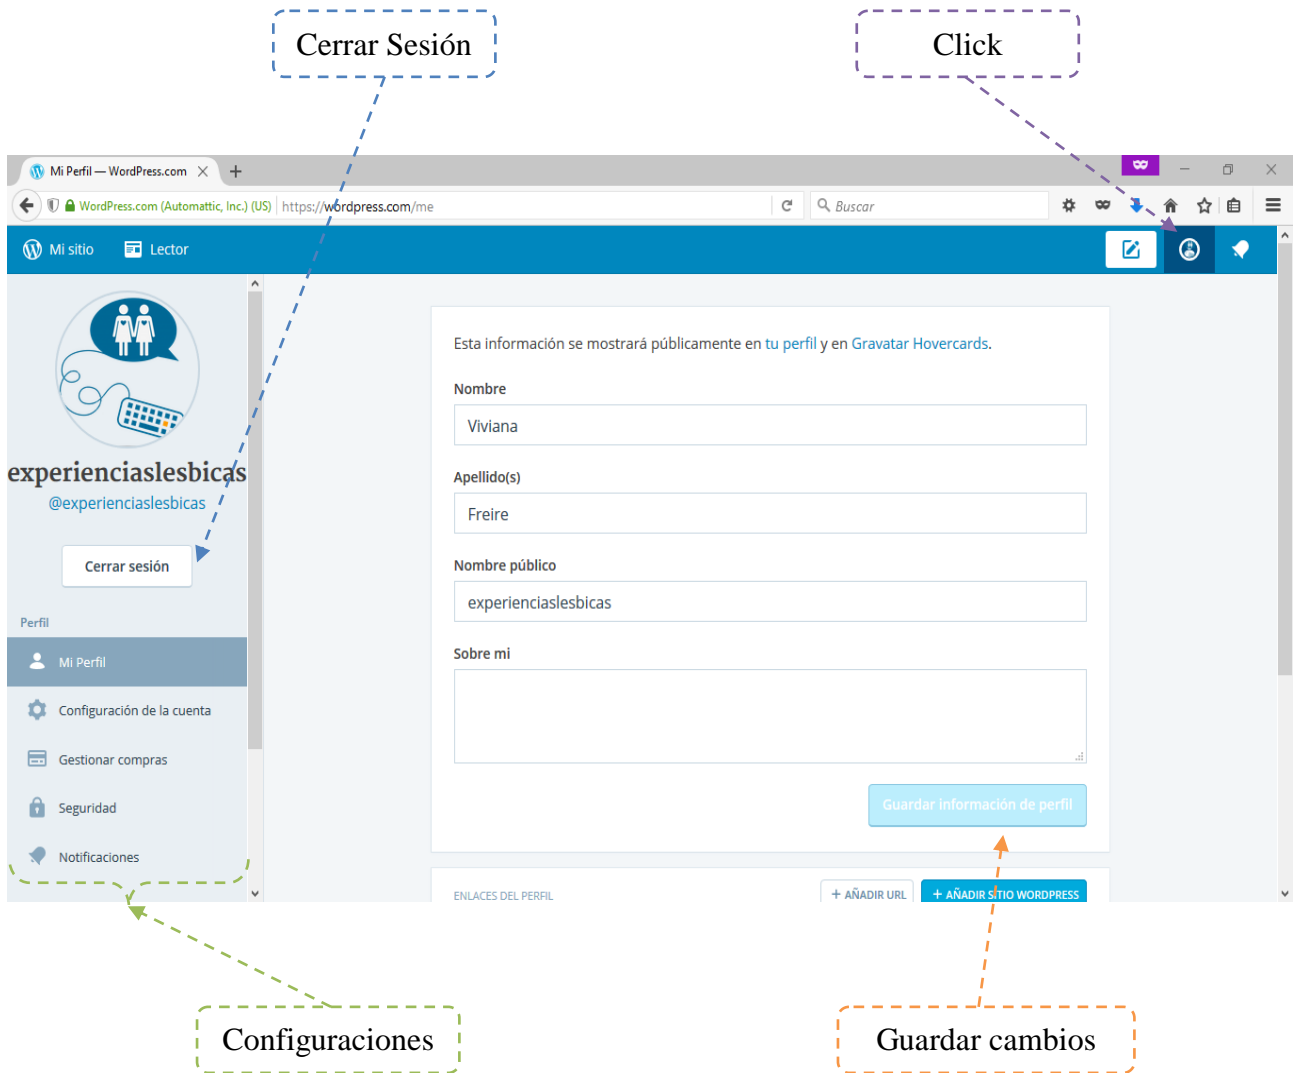 Cerrar Sesión
Click
Mi Perfil — WordPress.com
WordPress.com (Automattic, Inc.) (US) https://wordpress.com/me
Buscar
Mi sitio
Lector
experienciaslesbicas
@experienciaslesbicas
Cerrar sesión
Perfil
Mi Perfil
Configuración de la cuenta
Gestionar compras
Seguridad
Notificaciones
Esta información se mostrará públicamente en tu perfil y en Gravatar Hovercards.
Nombre
Viviana
Apellido(s)
Freire
Nombre público
experienciaslesbicas
Sobre mi
Guardar información de perfil
ENLACES DEL PERFIL
+ AÑADIR URL
+ AÑADIR SITIO WORDPRESS
Configuraciones
Guardar cambios